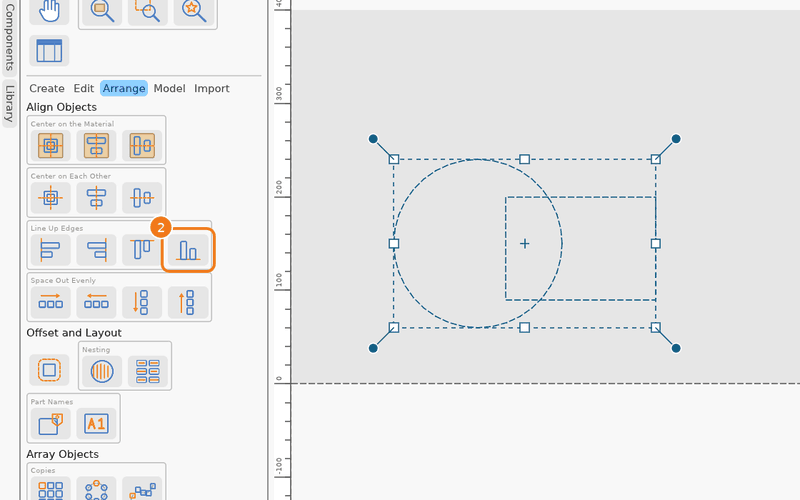 Components
Library
Create Edit Arrange Model Import
Align Objects
Center on the Material
Center on Each Other
Line Up Edges
2
Space Out Evenly
Offset and Layout
Nesting
Part Names
A1
Array Objects
Copies
300
200
100
0
-100